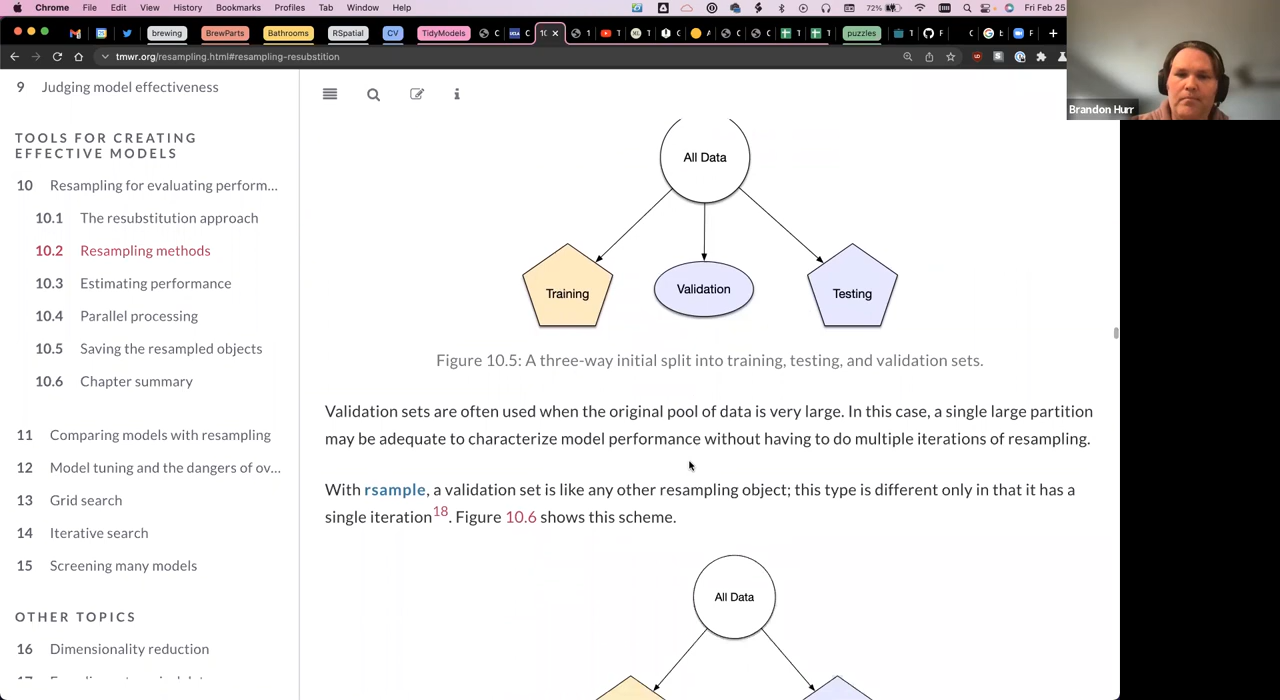 Chrome File Edit View History Bookmarks Profiles Tab Window Help 72% Fri Feb 25
brewing BrewParts Bathrooms RSpatial CV TidyModels puzzles
tmwr.org/resampling.html#resampling-resubstition
Brandon Hurr
9 Judging model effectiveness
TOOLS FOR CREATING
EFFECTIVE MODELS
10 Resampling for evaluating perform...
10.1 The resubstitution approach
10.2 Resampling methods
10.3 Estimating performance
10.4 Parallel processing
10.5 Saving the resampled objects
10.6 Chapter summary
11 Comparing models with resampling
12 Model tuning and the dangers of ov...
13 Grid search
14 Iterative search
15 Screening many models
OTHER TOPICS
16 Dimensionality reduction
All Data
Training Validation Testing
Figure 10.5: A three-way initial split into training, testing, and validation sets.
Validation sets are often used when the original pool of data is very large. In this case, a single large partition
may be adequate to characterize model performance without having to do multiple iterations of resampling.
With rsample, a validation set is like any other resampling object; this type is different only in that it has a
single iteration18. Figure 10.6 shows this scheme.
All Data